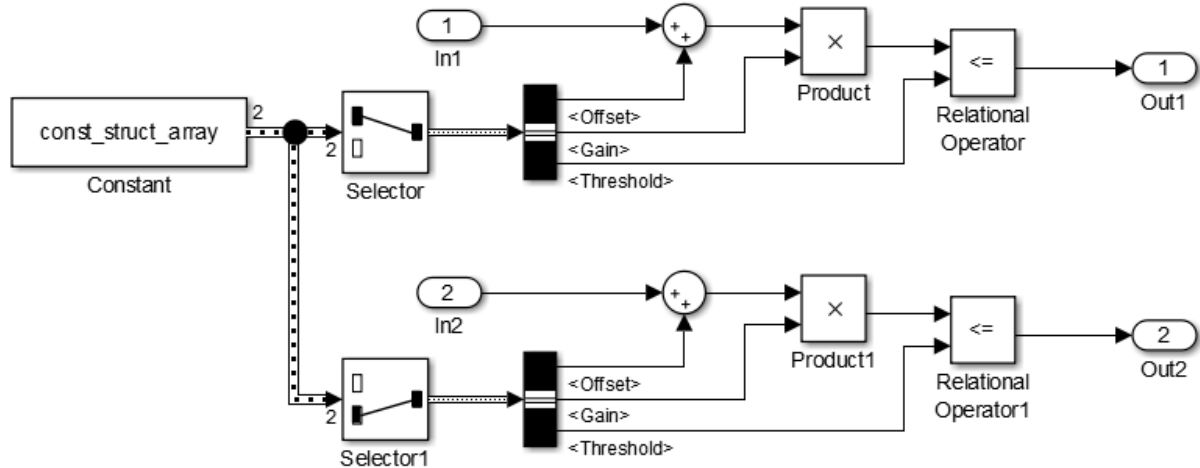 1
In1
++
×
Product
<=
Relational
Operator
1
Out1
const_struct_array
2
Constant
2
Selector
<Offset>
<Gain>
<Threshold>
2
In2
++
×
Product1
<=
Relational
Operator1
2
Out2
2
Selector1
<Offset>
<Gain>
<Threshold>